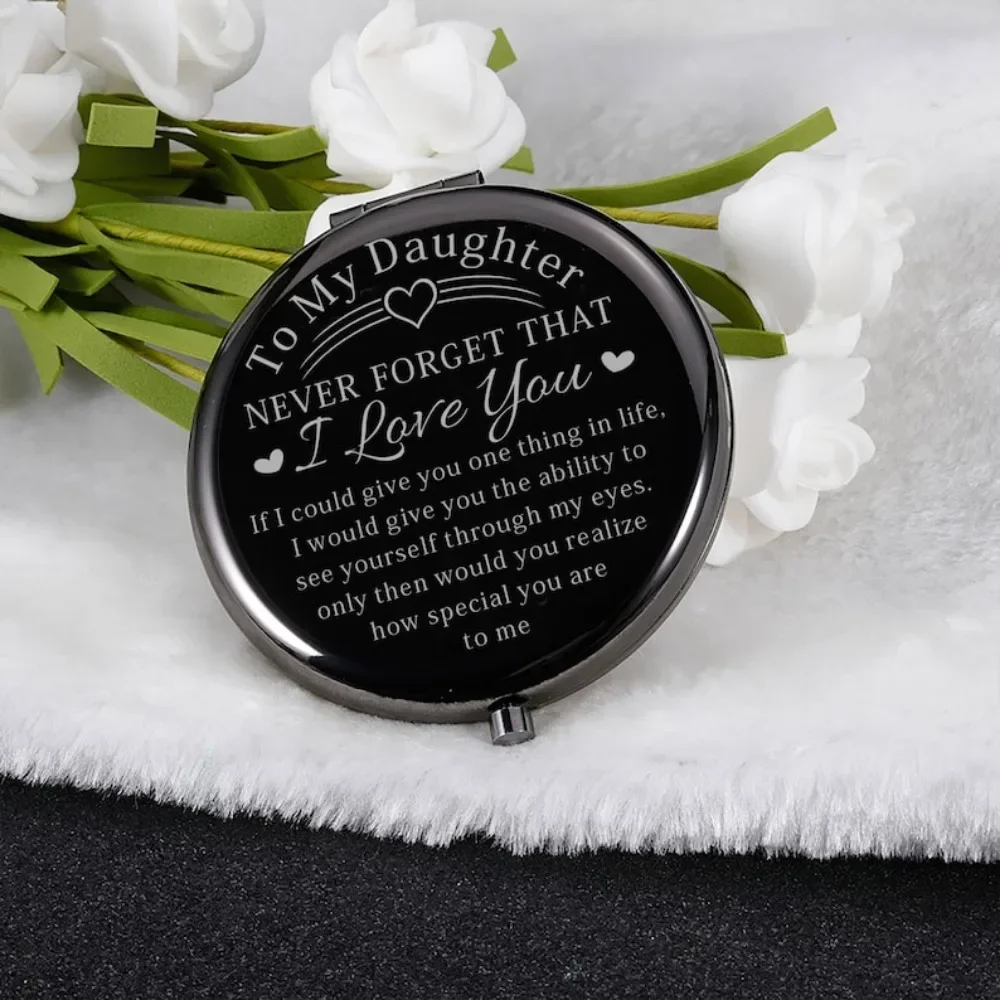 To My Daughter
NEVER FORGET THAT
I Love You
If I could give you one thing in life,
I would give you the ability to
see yourself through my eyes.
only then would you realize
how special you are
to me